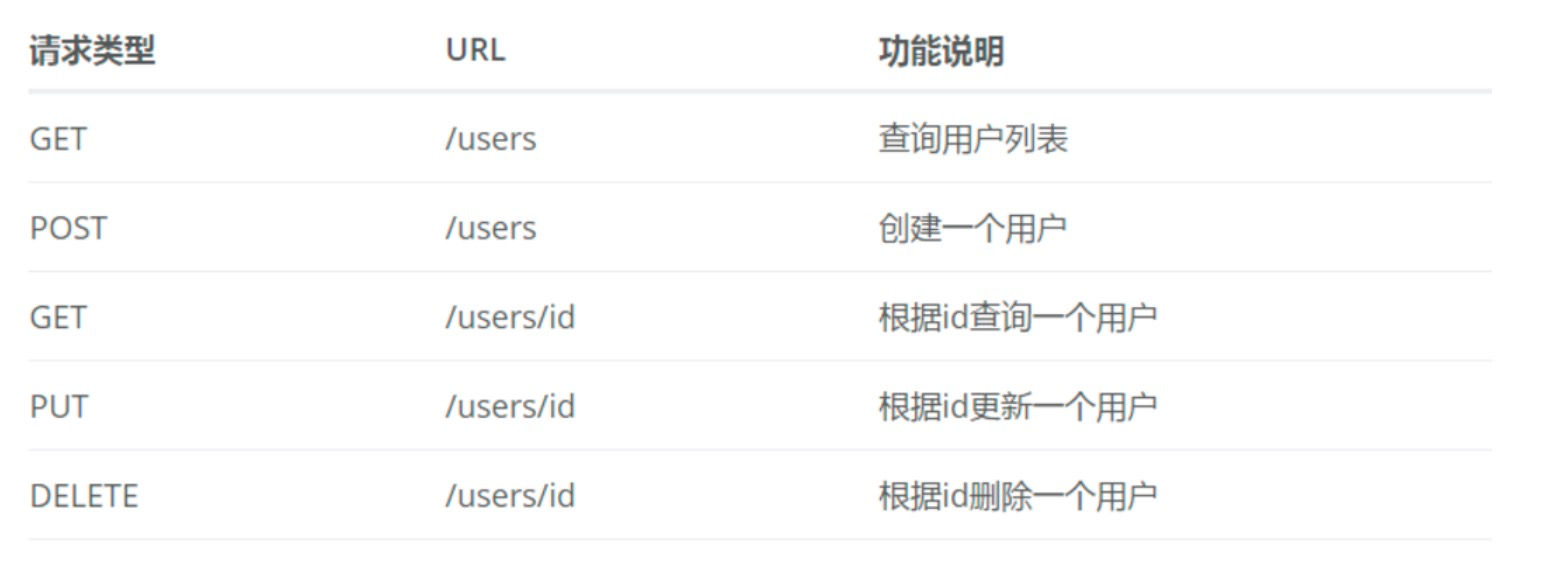 请求类型 URL 功能说明
GET /users 查询用户列表
POST /users 创建一个用户
GET /users/id 根据id查询一个用户
PUT /users/id 根据id更新一个用户
DELETE /users/id 根据id删除一个用户